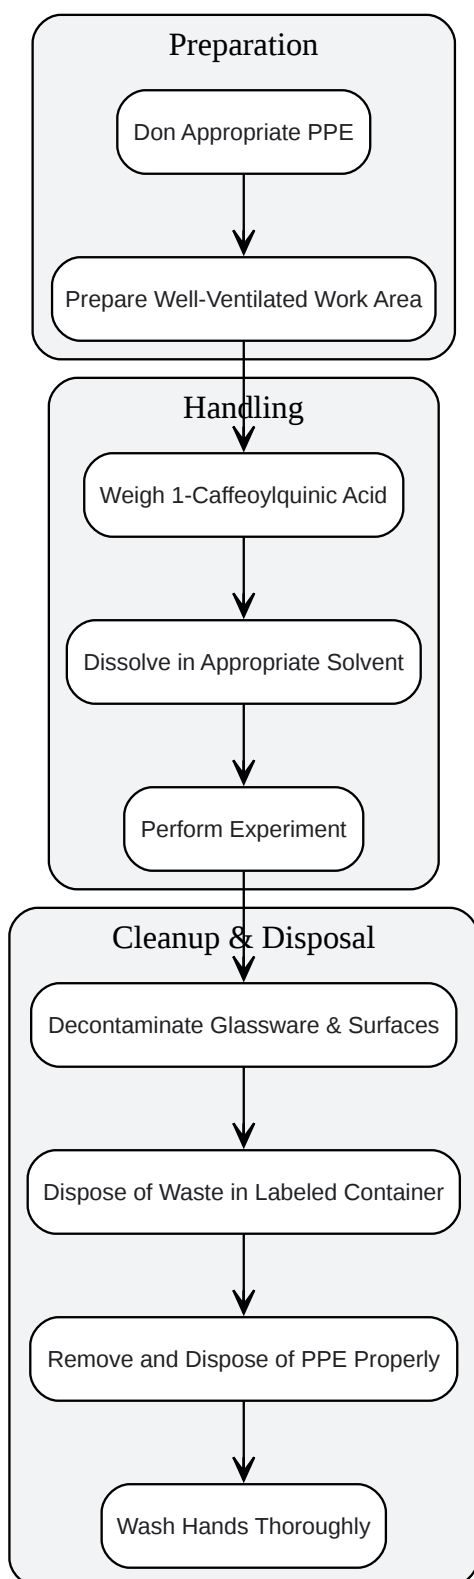 Preparation
Don Appropriate PPE
Prepare Well-Ventilated Work Area
Handling
Weigh 1-Caffeoylquinic Acid
Dissolve in Appropriate Solvent
Perform Experiment
Cleanup & Disposal
Decontaminate Glassware & Surfaces
Dispose of Waste in Labeled Container
Remove and Dispose of PPE Properly
Wash Hands Thoroughly